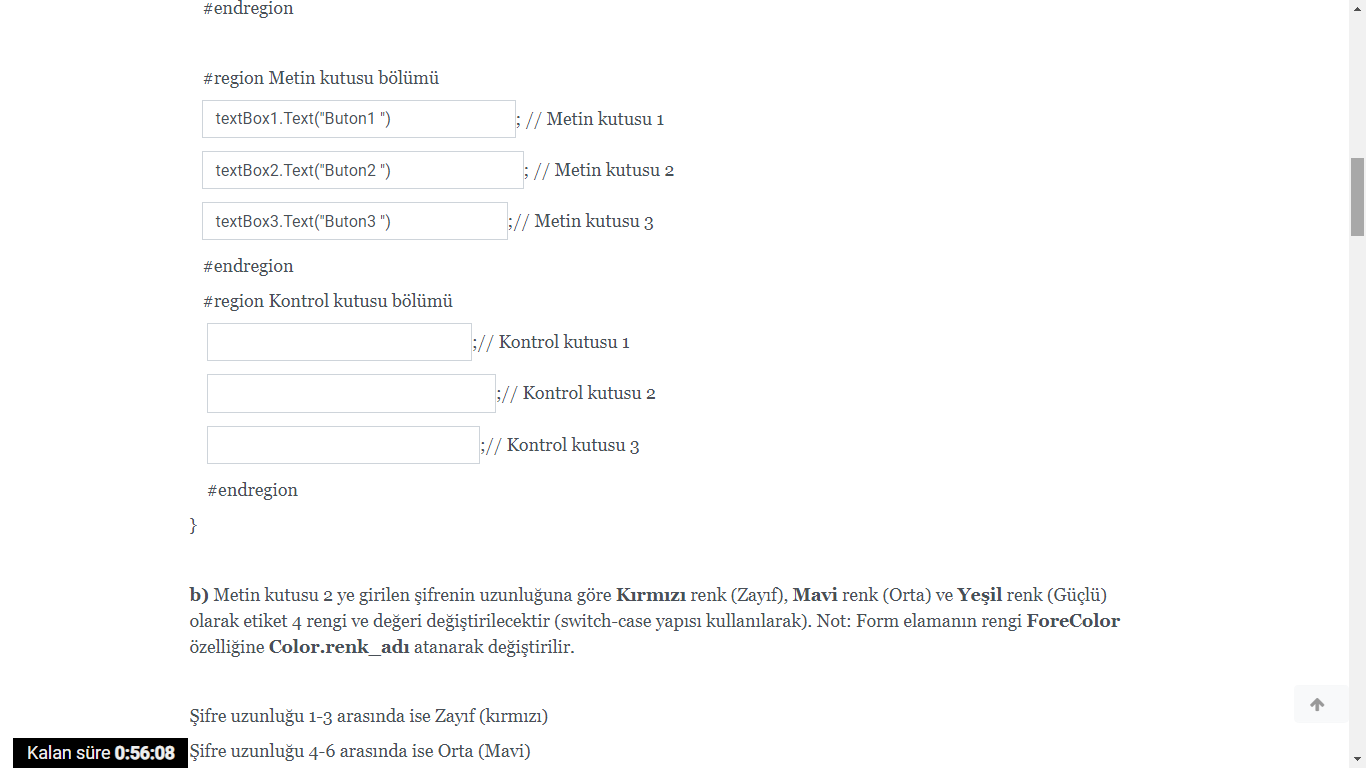 #endregion
#region Metin kutusu bölümü
textBox1.Text("Buton1 ") ; // Metin kutusu 1
textBox2.Text("Buton2 ") ; // Metin kutusu 2
textBox3.Text("Buton3 ") ;// Metin kutusu 3
#endregion
#region Kontrol kutusu bölümü
;// Kontrol kutusu 1
;// Kontrol kutusu 2
;// Kontrol kutusu 3
#endregion
}
b) Metin kutusu 2 ye girilen şifrenin uzunluğuna göre Kırmızı renk (Zayıf), Mavi renk (Orta) ve Yeşil renk (Güçlü)
olarak etiket 4 rengi ve değeri değiştirilecektir (switch-case yapısı kullanılarak). Not: Form elamanın rengi ForeColor
özelliğine Color.renk_adı atanarak değiştirilir.
Şifre uzunluğu 1-3 arasında ise Zayıf (kırmızı)
Şifre uzunluğu 4-6 arasında ise Orta (Mavi)
Kalan süre 0:56:08